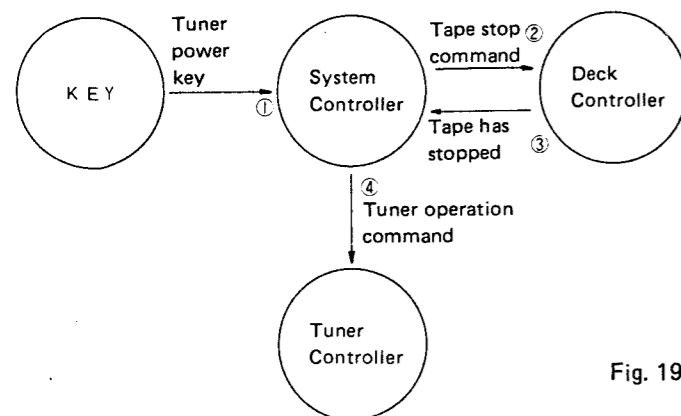 Tuner
power
key
KEY
①
System
Controller
Tape stop ②
command
Tape has
stopped
③
Deck
Controller
④
Tuner operation
command
Tuner
Controller
Fig. 19